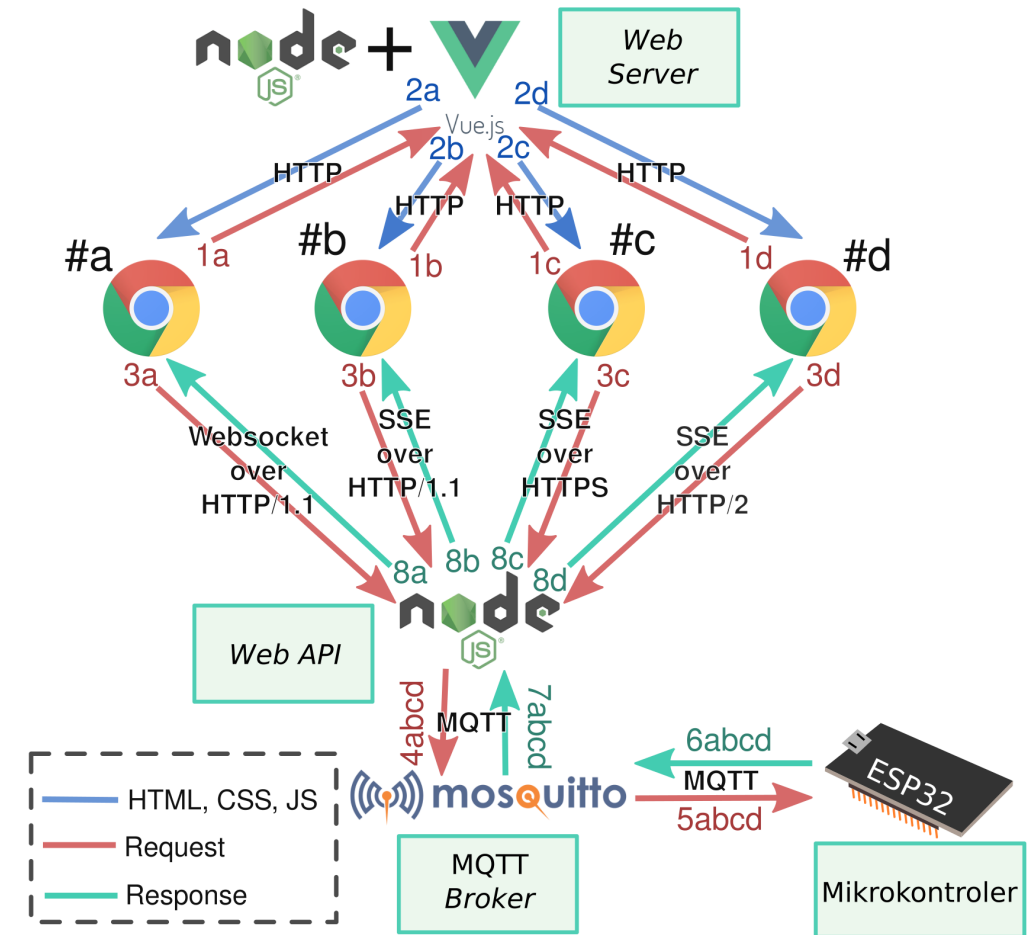 node + Vue.js
JS
Web
Server
2a
2d
2b
2c
HTTP
HTTP
HTTP
HTTP
#a
#b
#c
#d
1a
1b
1c
1d
3a
3b
3c
3d
Websocket
over
HTTP/1.1
SSE
over
HTTP/1.1
SSE
over
HTTPS
SSE
over
HTTP/2
8a
8b
8c
8d
node
JS
Web API
4abcd
MQTT
7abcd
mosquitto
6abcd
MQTT
5abcd
ESP32
HTML, CSS, JS
Request
Response
MQTT
Broker
Mikrokontroler